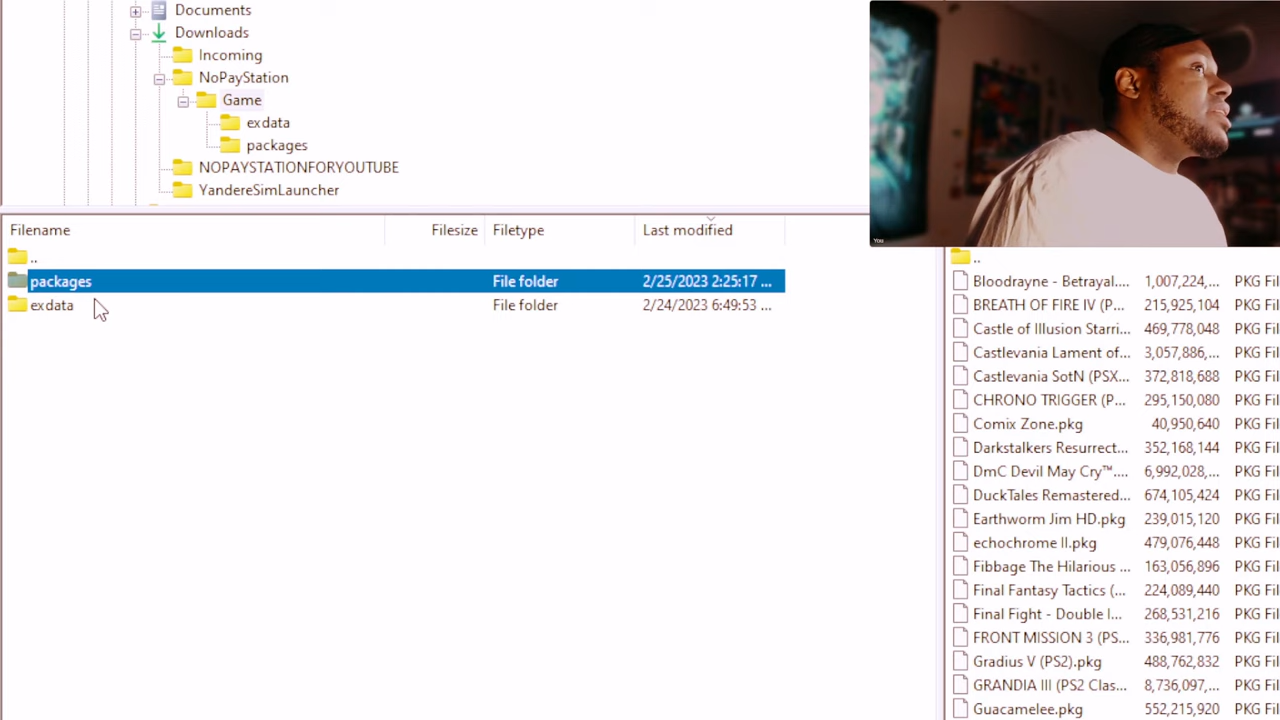 Documents
Downloads
Incoming
NoPayStation
Game
exdata
packages
NOPAYSTATIONFORYOUTUBE
YandereSimLauncher
You
Filename Filesize Filetype Last modified
..
packages File folder 2/25/2023 2:25:17 ...
exdata File folder 2/24/2023 6:49:53 ...
..
Bloodrayne - Betrayal.... 1,007,224,... PKG Fil
BREATH OF FIRE IV (P... 215,925,104 PKG Fil
Castle of Illusion Starri... 469,778,048 PKG Fil
Castlevania Lament of... 3,057,886,... PKG Fil
Castlevania SotN (PSX... 372,818,688 PKG Fil
CHRONO TRIGGER (P... 295,150,080 PKG Fil
Comix Zone.pkg 40,950,640 PKG Fil
Darkstalkers Resurrect... 352,168,144 PKG Fil
DmC Devil May Cry™.... 6,992,028,... PKG Fil
DuckTales Remastered... 674,105,424 PKG Fil
Earthworm Jim HD.pkg 239,015,120 PKG Fil
echochrome II.pkg 479,076,448 PKG Fil
Fibbage The Hilarious ... 163,056,896 PKG Fil
Final Fantasy Tactics (... 224,089,440 PKG Fil
Final Fight - Double I... 268,531,216 PKG Fil
FRONT MISSION 3 (PS... 336,981,776 PKG Fil
Gradius V (PS2).pkg 488,762,832 PKG Fil
GRANDIA III (PS2 Clas... 8,736,097,... PKG Fil
Guacamelee.pkg 552,215,920 PKG Fil